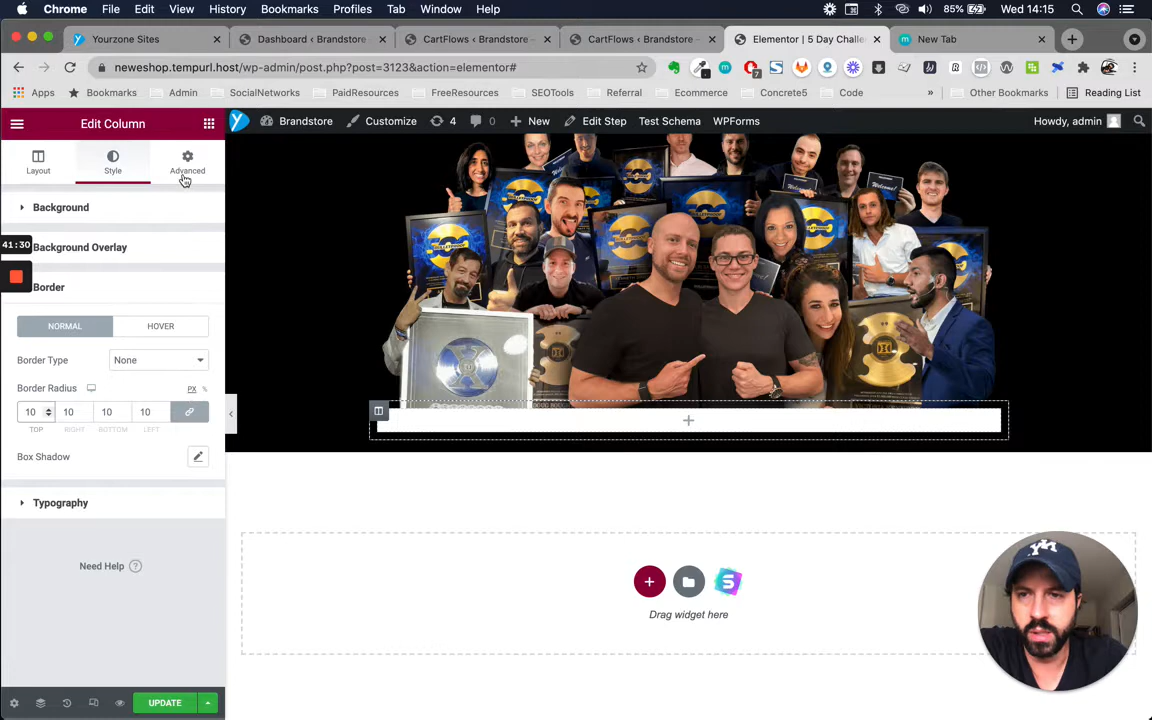 Chrome File Edit View History Bookmarks Profiles Tab Window Help 85% Wed 14:15
Yourzone Sites Dashboard ‹ Brandstore – CartFlows ‹ Brandstore – CartFlows ‹ Brandstore – Elementor | 5 Day Challe New Tab
neweshop.tempurl.host/wp-admin/post.php?post=3123&action=elementor#
Apps Bookmarks Admin SocialNetworks PaidResources FreeResources SEOTools Referral Ecommerce Concrete5 Code » Other Bookmarks Reading List
Edit Column Brandstore Customize 4 0 New Edit Step Test Schema WPForms Howdy, admin
Layout Style Advanced
Background
41:30 Background Overlay
Border
NORMAL HOVER
Border Type None
Border Radius PX %
10 10 10 10
TOP RIGHT BOTTOM LEFT
Box Shadow
Typography
Need Help
Drag widget here
UPDATE